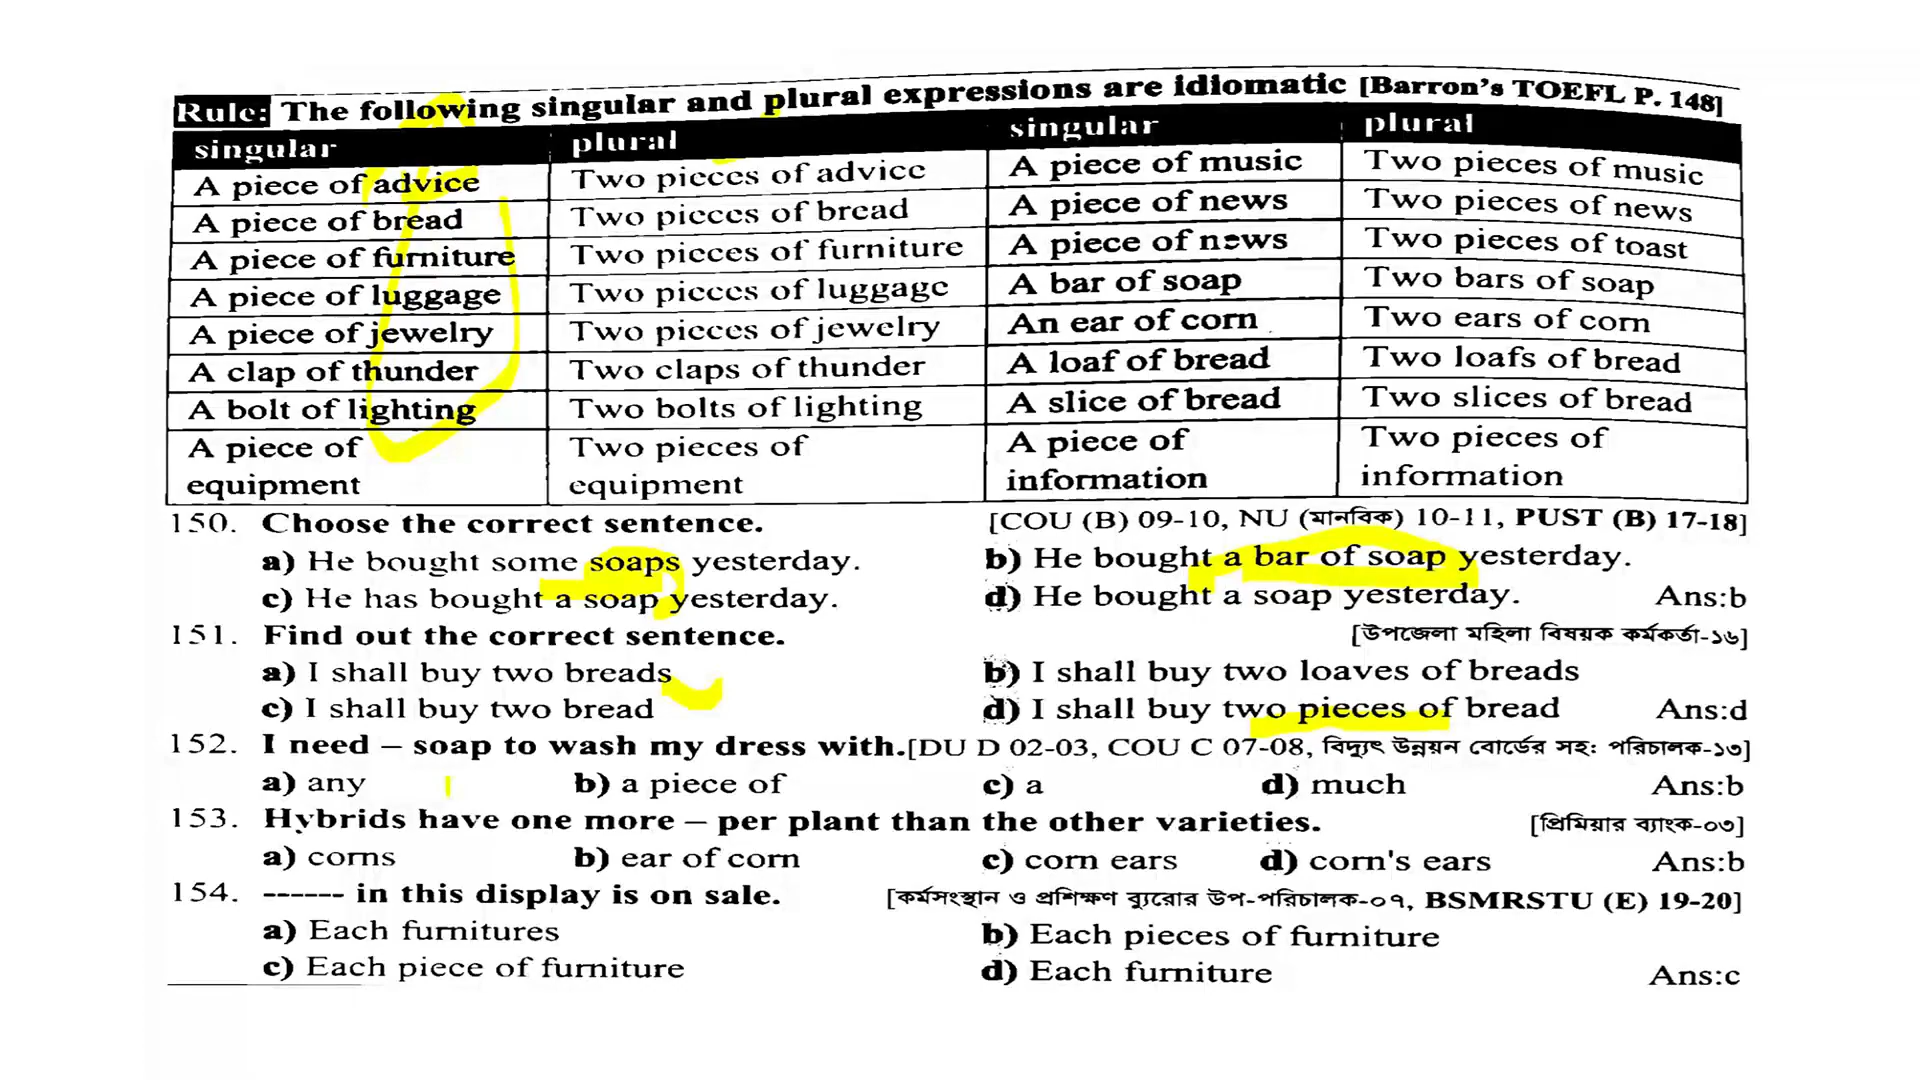 Rule: The following singular and plural expressions are idiomatic [Barron's TOEFL P. 148]
singular plural singular plural
A piece of advice Two pieces of advice A piece of music Two pieces of music
A piece of bread Two pieces of bread A piece of news Two pieces of news
A piece of furniture Two pieces of furniture A piece of news Two pieces of toast
A piece of luggage Two pieces of luggage A bar of soap Two bars of soap
A piece of jewelry Two pieces of jewelry An ear of corn Two ears of corn
A clap of thunder Two claps of thunder A loaf of bread Two loafs of bread
A bolt of lighting Two bolts of lighting A slice of bread Two slices of bread
A piece of Two pieces of A piece of Two pieces of
equipment equipment information information
150. Choose the correct sentence. [COU (B) 09-10, NU (মানবিক) 10-11, PUST (B) 17-18]
a) He bought some soaps yesterday. b) He bought a bar of soap yesterday.
c) He has bought a soap yesterday. d) He bought a soap yesterday. Ans:b
151. Find out the correct sentence. [উপজেলা মহিলা বিষয়ক কর্মকর্তা-১৬]
a) I shall buy two breads b) I shall buy two loaves of breads
c) I shall buy two bread d) I shall buy two pieces of bread Ans:d
152. I need – soap to wash my dress with.[DU D 02-03, COU C 07-08, বিদ্যুৎ উন্নয়ন বোর্ডের সহঃ পরিচালক-১৩]
a) any b) a piece of c) a d) much Ans:b
153. Hybrids have one more – per plant than the other varieties. [প্রিমিয়ার ব্যাংক-০৩]
a) corns b) ear of corn c) corn ears d) corn's ears Ans:b
154. ------ in this display is on sale. [কর্মসংস্থান ও প্রশিক্ষণ ব্যুরোর উপ-পরিচালক-০৭, BSMRSTU (E) 19-20]
a) Each furnitures b) Each pieces of furniture
c) Each piece of furniture d) Each furniture Ans:c